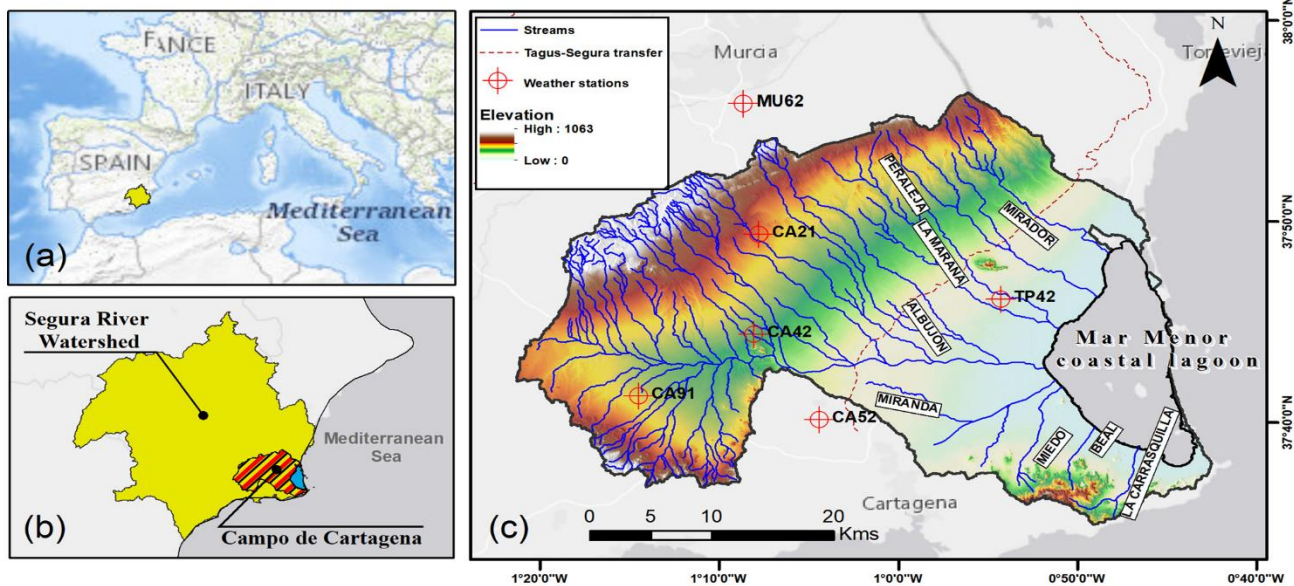 FRANCE
ITALY
SPAIN
Mediterranean
Sea
(a)
Segura River
Watershed
Mediterranean
Sea
Campo de Cartagena
(b)
Streams
Tagus-Segura transfer
Weather stations
Elevation
High : 1063
Low : 0
Murcia
Torrevieja
N
MU62
CA21
CA42
CA91
CA52
TP42
PERALEJA
LA MARAÑA
MIRADOR
ALBUJON
MIRANDA
MIEDO
BEAL
LA CARRASQUILLA
Mar Menor
coastal lagoon
Cartagena
(c)
0 5 10 20
Kms
38°0'0"N
37°50'0"N
37°40'0"N
1°20'0"W 1°10'0"W 1°0'0"W 0°50'0"W 0°40'0"W